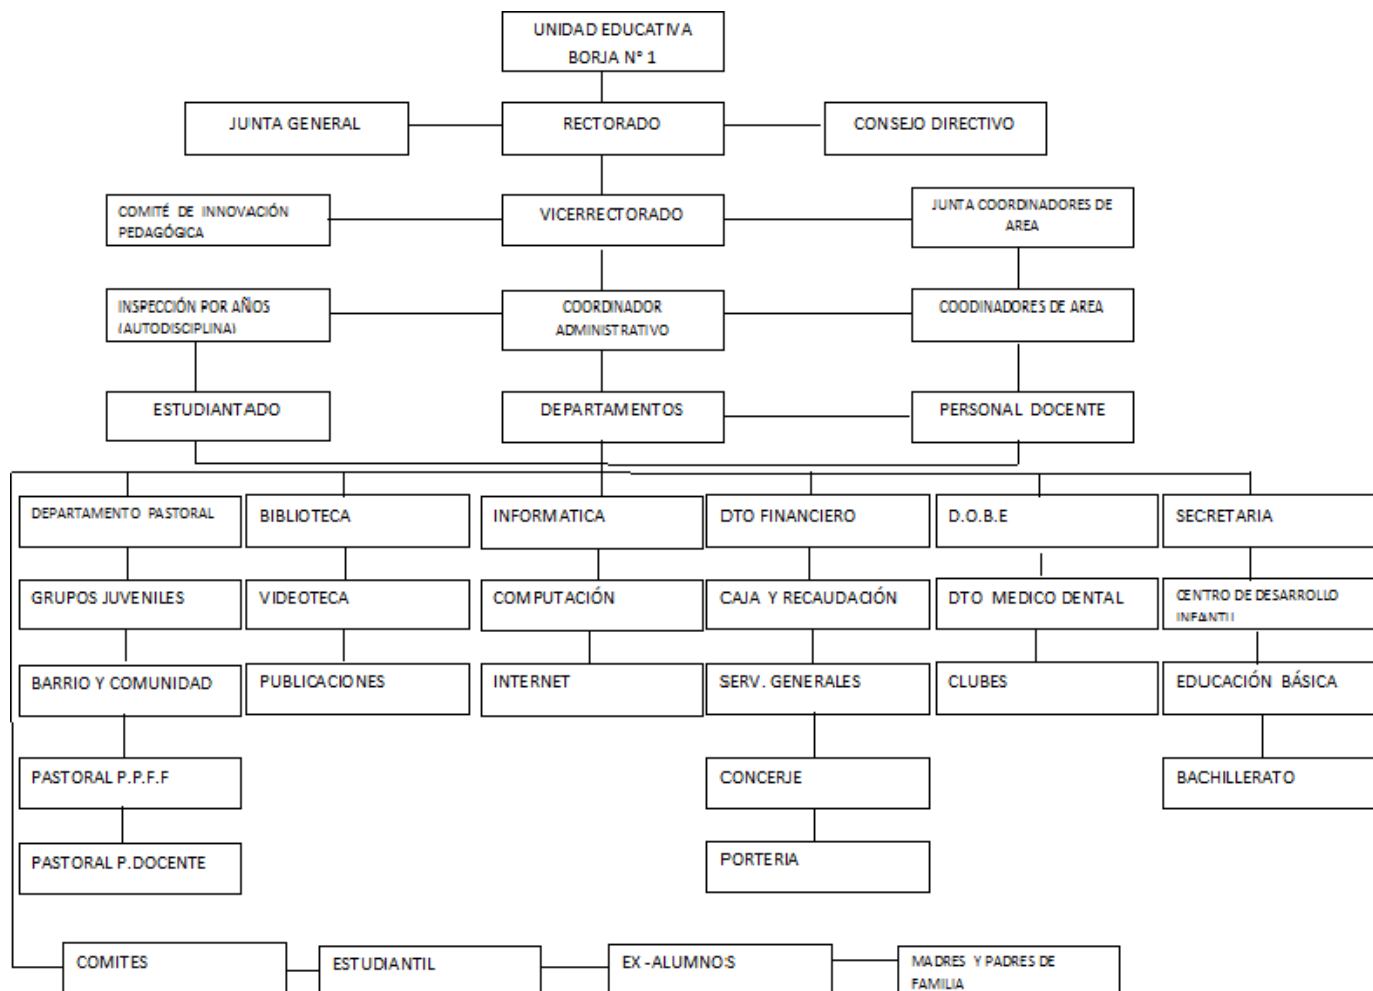 UNIDAD EDUCATIVA
BORJA N° 1
JUNTA GENERAL
RECTORADO
CONSEJO DIRECTIVO
COMITÉ DE INNOVACIÓN
PEDAGÓGICA
VICERRECTORADO
JUNTA COORDINADORES DE
AREA
INSPECCIÓN POR AÑOS
(AUTODISCIPLINA)
COORDINADOR
ADMINISTRATIVO
COODINADORES DE AREA
ESTUDIANTADO
DEPARTAMENTOS
PERSONAL DOCENTE
DEPARTAMENTO PASTORAL
BIBLIOTECA
INFORMATICA
DTO FINANCIERO
D.O.B.E
SECRETARIA
GRUPOS JUVENILES
VIDEOTECA
COMPUTACIÓN
CAJA Y RECAUDACIÓN
DTO MEDICO DENTAL
CENTRO DE DESARROLLO
INFANTIL
BARRIO Y COMUNIDAD
PUBLICACIONES
INTERNET
SERV. GENERALES
CLUBES
EDUCACIÓN BÁSICA
PASTORAL P.P.F.F
CONCERJE
BACHILLERATO
PASTORAL P.DOCENTE
PORTERIA
COMITES
ESTUDIANTIL
EX-ALUMNOS
MADRES Y PADRES DE
FAMILIA